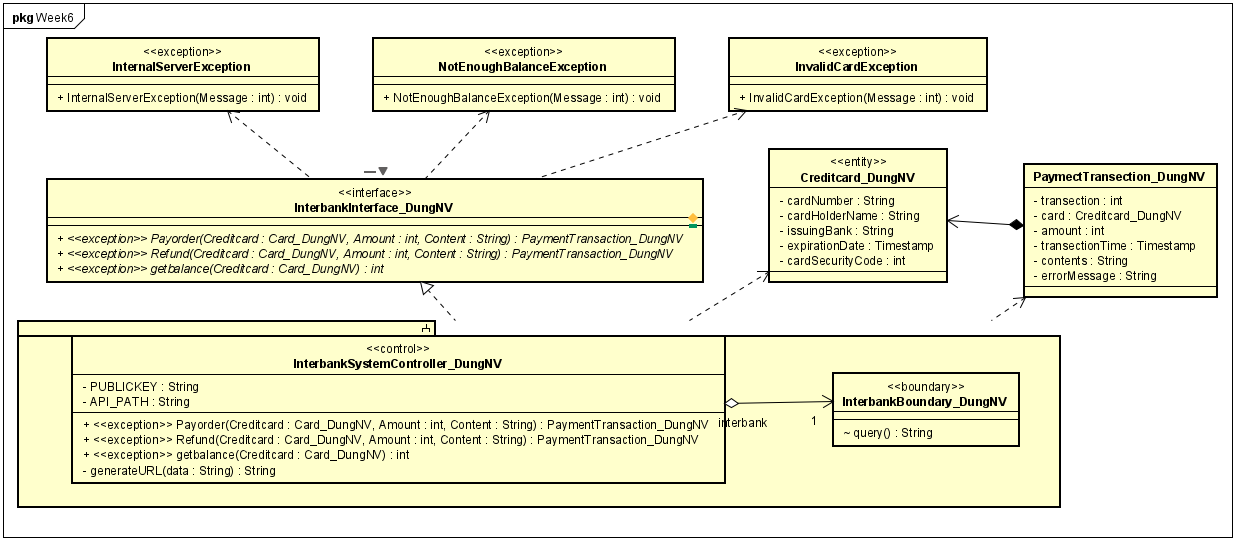 pkg Week6
<<exception>>
InternalServerException
+ InternalServerException(Message : int) : void
<<exception>>
NotEnoughBalanceException
+ NotEnoughBalanceException(Message : int) : void
<<exception>>
InvalidCardException
+ InvalidCardException(Message : int) : void
<<interface>>
InterbankInterface_DungNV
+ <<exception>> Payorder(Creditcard : Card_DungNV, Amount : int, Content : String) : PaymentTransaction_DungNV
+ <<exception>> Refund(Creditcard : Card_DungNV, Amount : int, Content : String) : PaymentTransaction_DungNV
+ <<exception>> getbalance(Creditcard : Card_DungNV) : int
<<entity>>
Creditcard_DungNV
- cardNumber : String
- cardHolderName : String
- issuingBank : String
- expirationDate : Timestamp
- cardSecurityCode : int
PaymectTransection_DungNV
- transection : int
- card : Creditcard_DungNV
- amount : int
- transectionTime : Timestamp
- contents : String
- errorMessage : String
<<control>>
InterbankSystemController_DungNV
- PUBLICKEY : String
- API_PATH : String
+ <<exception>> Payorder(Creditcard : Card_DungNV, Amount : int, Content : String) : PaymentTransaction_DungNV
+ <<exception>> Refund(Creditcard : Card_DungNV, Amount : int, Content : String) : PaymentTransaction_DungNV
+ <<exception>> getbalance(Creditcard : Card_DungNV) : int
- generateURL(data : String) : String
interbank
1
<<boundary>>
InterbankBoundary_DungNV
~ query() : String